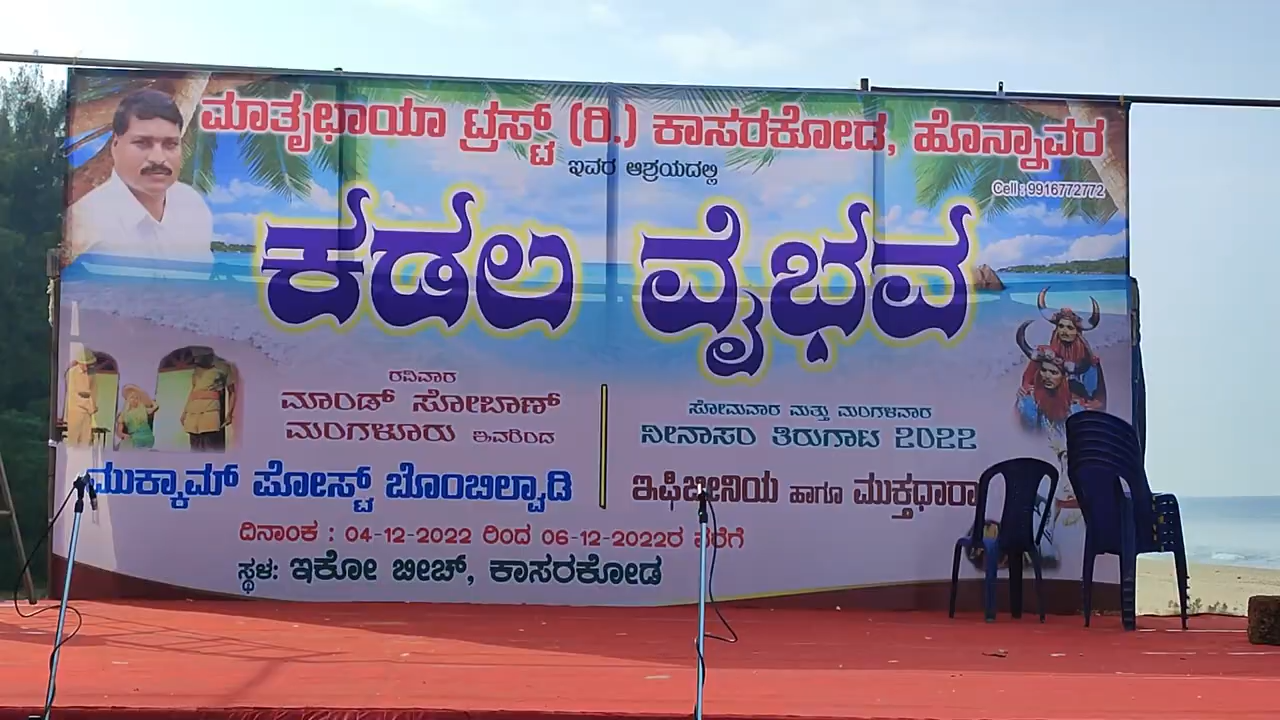 ಮಾತೃಛಾಯಾ ಟ್ರಸ್ಟ್ (ರಿ.) ಕಾಸರಕೋಡ, ಹೊನ್ನಾವರ
ಇವರ ಆಶ್ರಯದಲ್ಲಿ
Cell : 9916772772
ಕಡಲ ವೈಭವ
ರವಿವಾರ
ಮಾಂಡ್ ಸೋಬಾಣ್
ಮಂಗಳೂರು ಇವರಿಂದ
ಮುಕ್ಕಾಮ್ ಪೋಸ್ಟ್ ಬೊಂಬಿಲ್ವಾಡಿ
ಸೋಮವಾರ ಮತ್ತು ಮಂಗಳವಾರ
ನೀನಾಸಂ ತಿರುಗಾಟ 2022
ಇಫಿಜೀನಿಯ ಹಾಗೂ ಮುಕ್ತಧಾರಾ
ದಿನಾಂಕ : 04-12-2022 ರಿಂದ 06-12-2022ರ ವರೆಗೆ
ಸ್ಥಳ: ಇಕೋ ಬೀಚ್, ಕಾಸರಕೋಡ